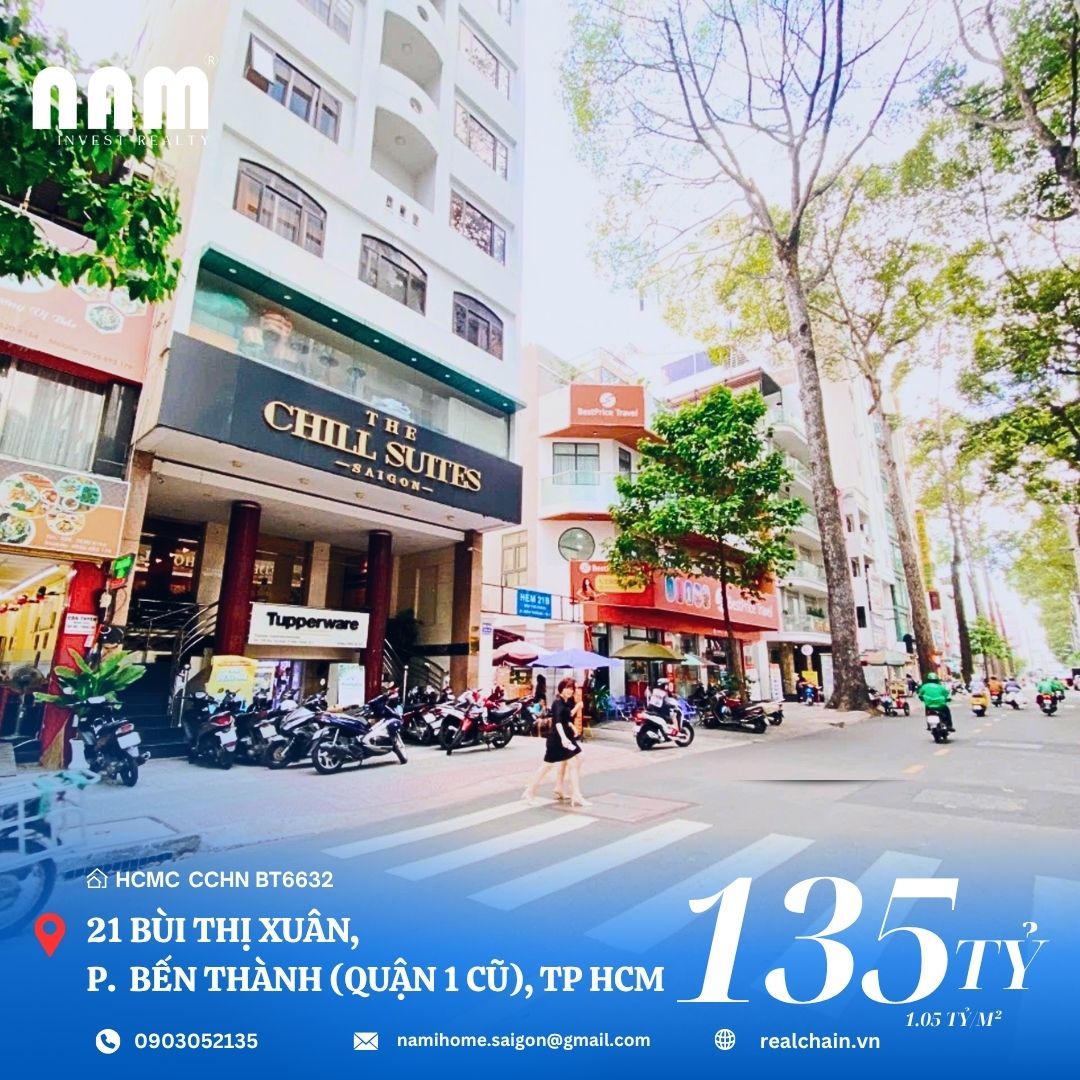 NAM®
INVEST REALTY
THE
CHILL SUITES
—SAIGON—
BestPrice Travel
HẺM 21B
Tupperware
BestPrice Travel
HCMC CCHN BT6632
21 BÙI THỊ XUÂN,
P. BẾN THÀNH (QUẬN 1 CŨ), TP HCM
135 TỶ
1.05 TỶ/M²
0903052135
namihome.saigon@gmail.com
realchain.vn